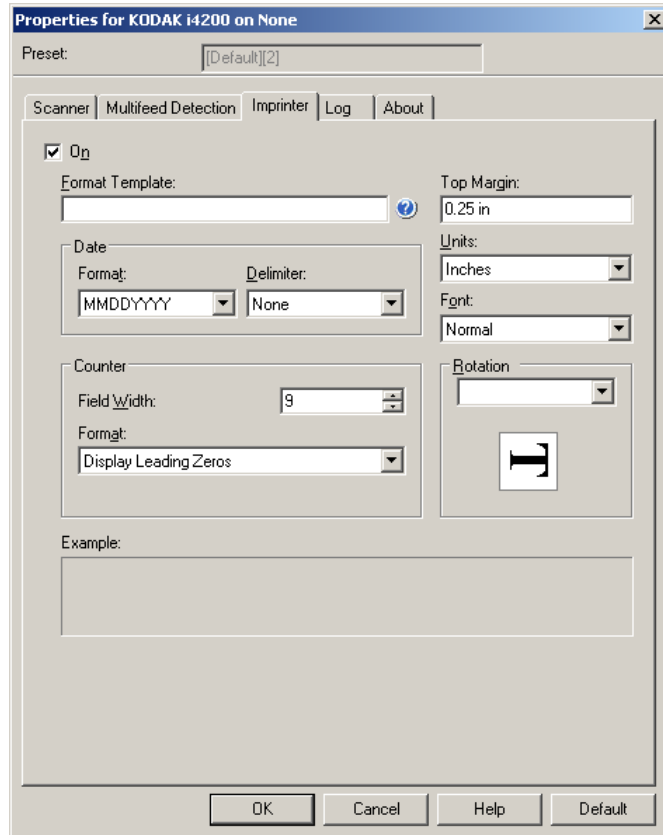 Properties for KODAK i4200 on None
Preset: [Default][2]
Scanner Multifeed Detection Imprinter Log About
On
Format Template:
Top Margin:
0.25 in
Date
Format: Delimiter:
MMDDYYYY None
Units:
Inches
Font:
Normal
Counter
Field Width: 9
Format:
Display Leading Zeros
Rotation
T
Example:
OK Cancel Help Default